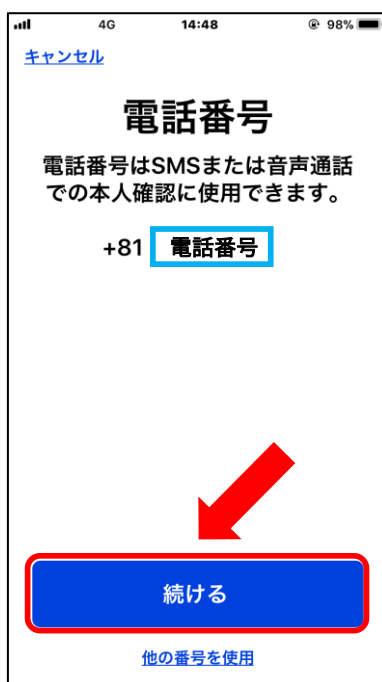 4G 14:48 98%
キャンセル
電話番号
電話番号はSMSまたは音声通話
での本人確認に使用できます。
+81 電話番号
続ける
他の番号を使用